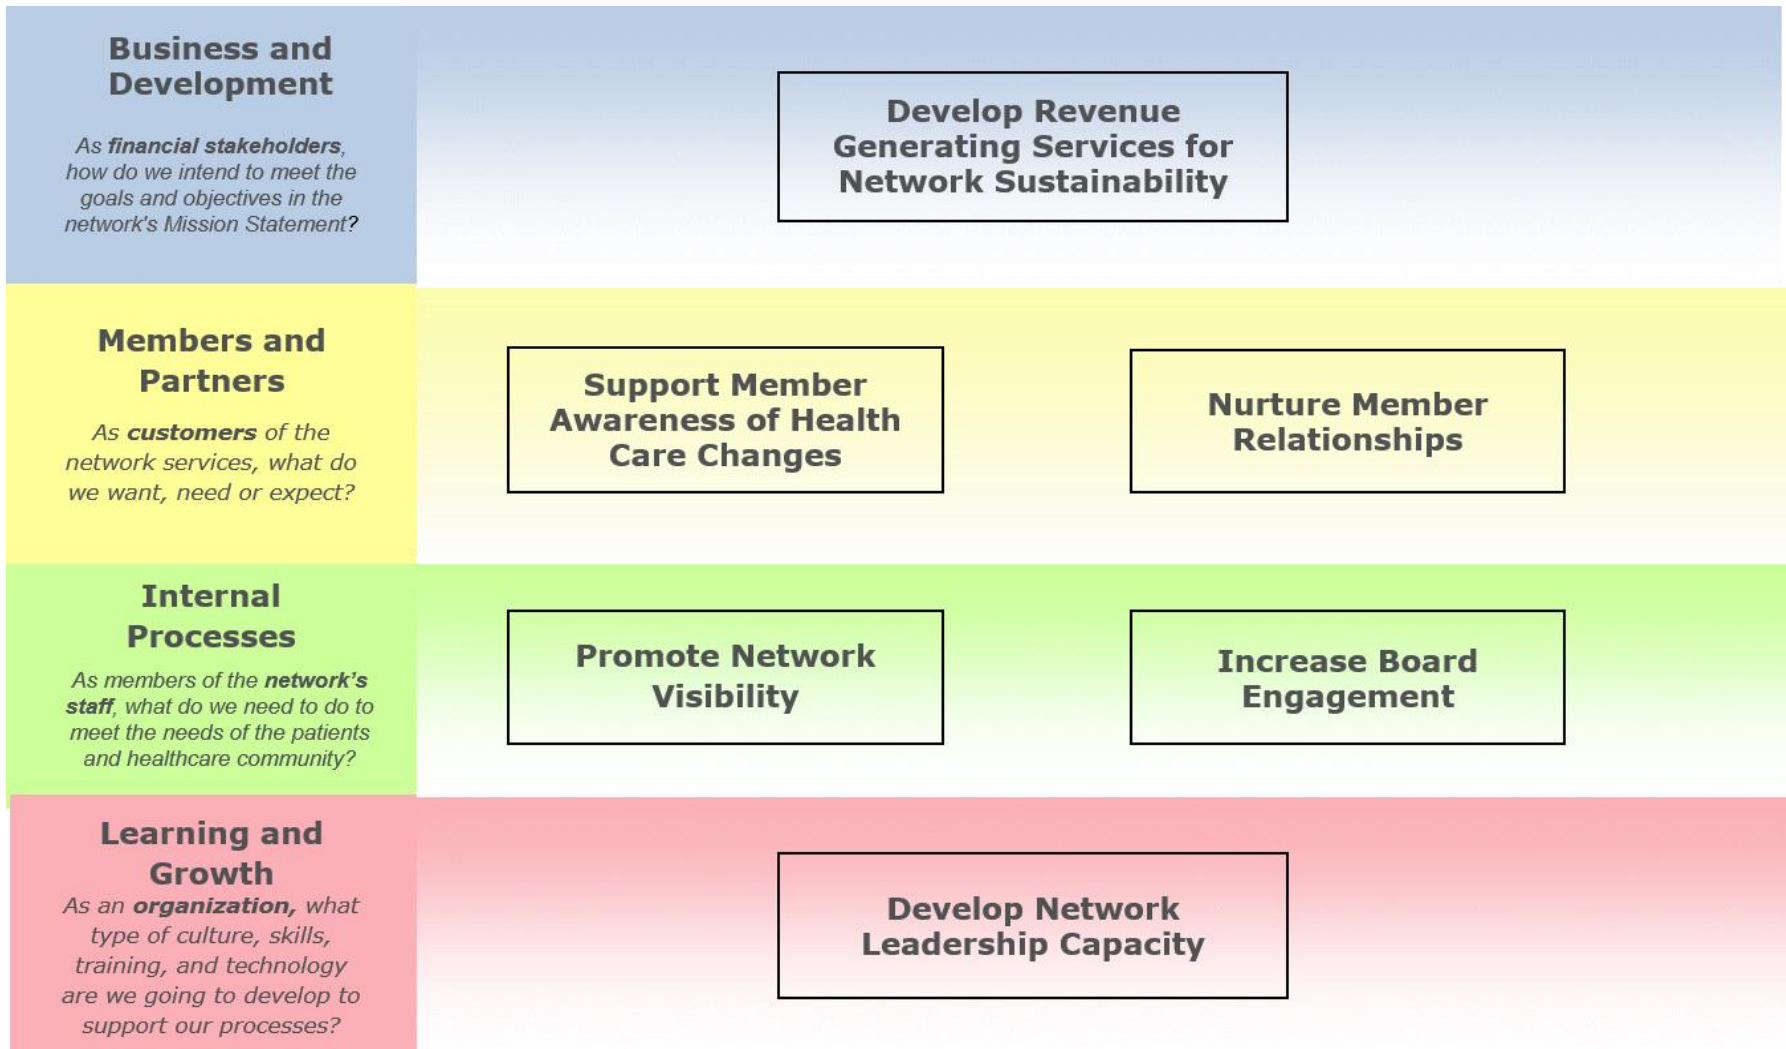 Business and
Development
As financial stakeholders,
how do we intend to meet the
goals and objectives in the
network's Mission Statement?
Develop Revenue
Generating Services for
Network Sustainability
Members and
Partners
As customers of the
network services, what do
we want, need or expect?
Support Member
Awareness of Health
Care Changes
Nurture Member
Relationships
Internal
Processes
As members of the network’s
staff, what do we need to do to
meet the needs of the patients
and healthcare community?
Promote Network
Visibility
Increase Board
Engagement
Learning and
Growth
As an organization, what
type of culture, skills,
training, and technology
are we going to develop to
support our processes?
Develop Network
Leadership Capacity